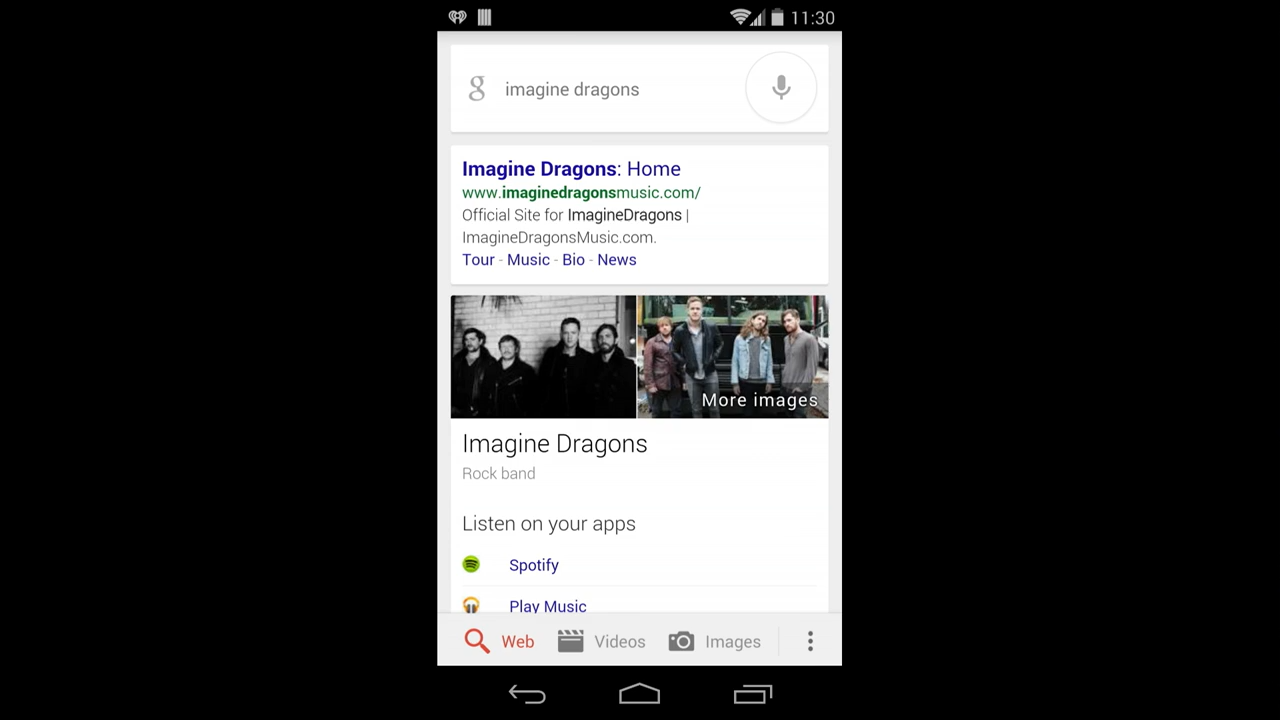 11:30
g imagine dragons
Imagine Dragons: Home
www.imaginedragonsmusic.com/
Official Site for ImagineDragons |
ImagineDragonsMusic.com.
Tour - Music - Bio - News
More images
Imagine Dragons
Rock band
Listen on your apps
Spotify
Play Music
Web Videos Images